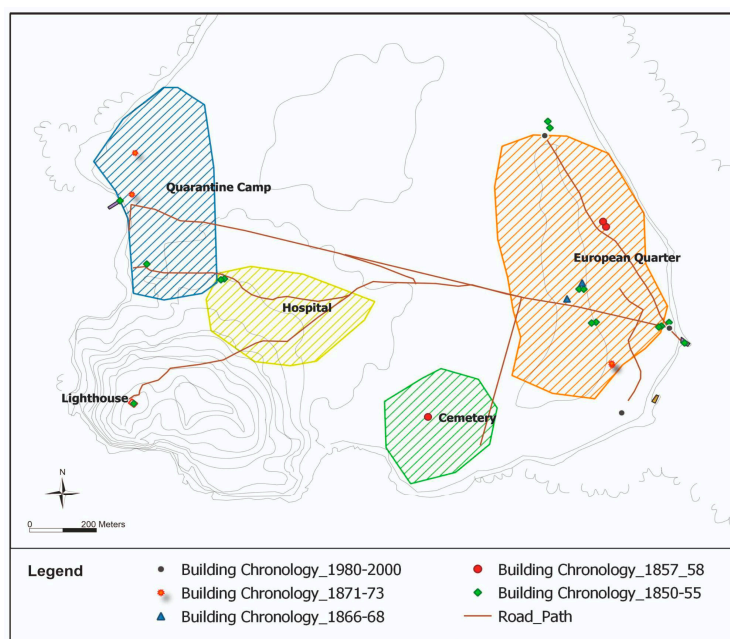 Quarantine Camp
European Quarter
Hospital
Lighthouse
Cemetery
N
0 200 Meters
Legend
Building Chronology_1980-2000
Building Chronology_1871-73
Building Chronology_1866-68
Building Chronology_1857_58
Building Chronology_1850-55
Road_Path